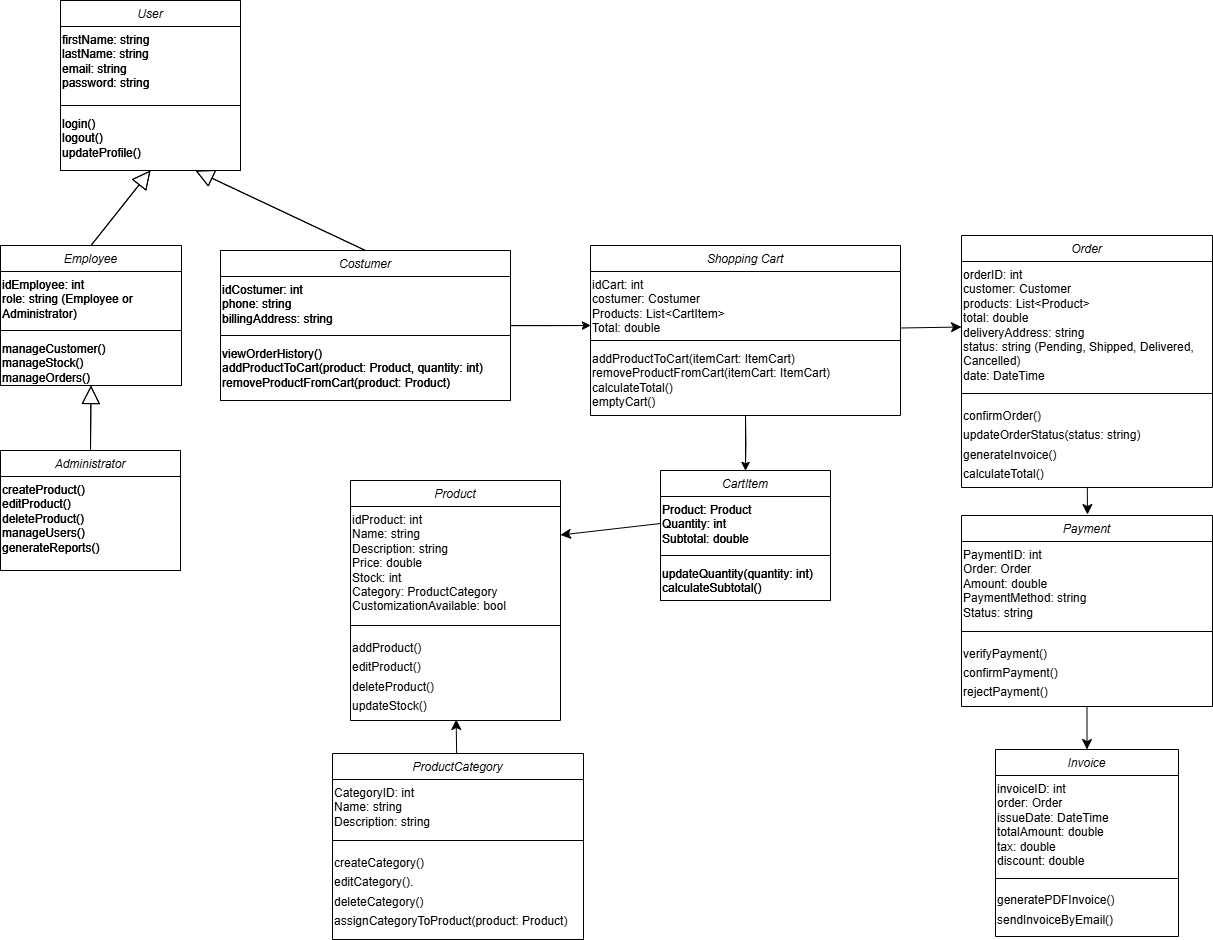 User
firstName: string
lastName: string
email: string
password: string
login()
logout()
updateProfile()
Employee
idEmployee: int
role: string (Employee or
Administrator)
manageCustomer()
manageStock()
manageOrders()
Costumer
idCostumer: int
phone: string
billingAddress: string
viewOrderHistory()
addProductToCart(product: Product, quantity: int)
removeProductFromCart(product: Product)
Shopping Cart
idCart: int
costumer: Costumer
Products: List<CartItem>
Total: double
addProductToCart(itemCart: ItemCart)
removeProductFromCart(itemCart: ItemCart)
calculateTotal()
emptyCart()
Order
orderID: int
customer: Customer
products: List<Product>
total: double
deliveryAddress: string
status: string (Pending, Shipped, Delivered,
Cancelled)
date: DateTime
confirmOrder()
updateOrderStatus(status: string)
generateInvoice()
calculateTotal()
Administrator
createProduct()
editProduct()
deleteProduct()
manageUsers()
generateReports()
Product
idProduct: int
Name: string
Description: string
Price: double
Stock: int
Category: ProductCategory
CustomizationAvailable: bool
addProduct()
editProduct()
deleteProduct()
updateStock()
CartItem
Product: Product
Quantity: int
Subtotal: double
updateQuantity(quantity: int)
calculateSubtotal()
Payment
PaymentID: int
Order: Order
Amount: double
PaymentMethod: string
Status: string
verifyPayment()
confirmPayment()
rejectPayment()
ProductCategory
CategoryID: int
Name: string
Description: string
createCategory()
editCategory().
deleteCategory()
assignCategoryToProduct(product: Product)
Invoice
invoiceID: int
order: Order
issueDate: DateTime
totalAmount: double
tax: double
discount: double
generatePDFInvoice()
sendInvoiceByEmail()